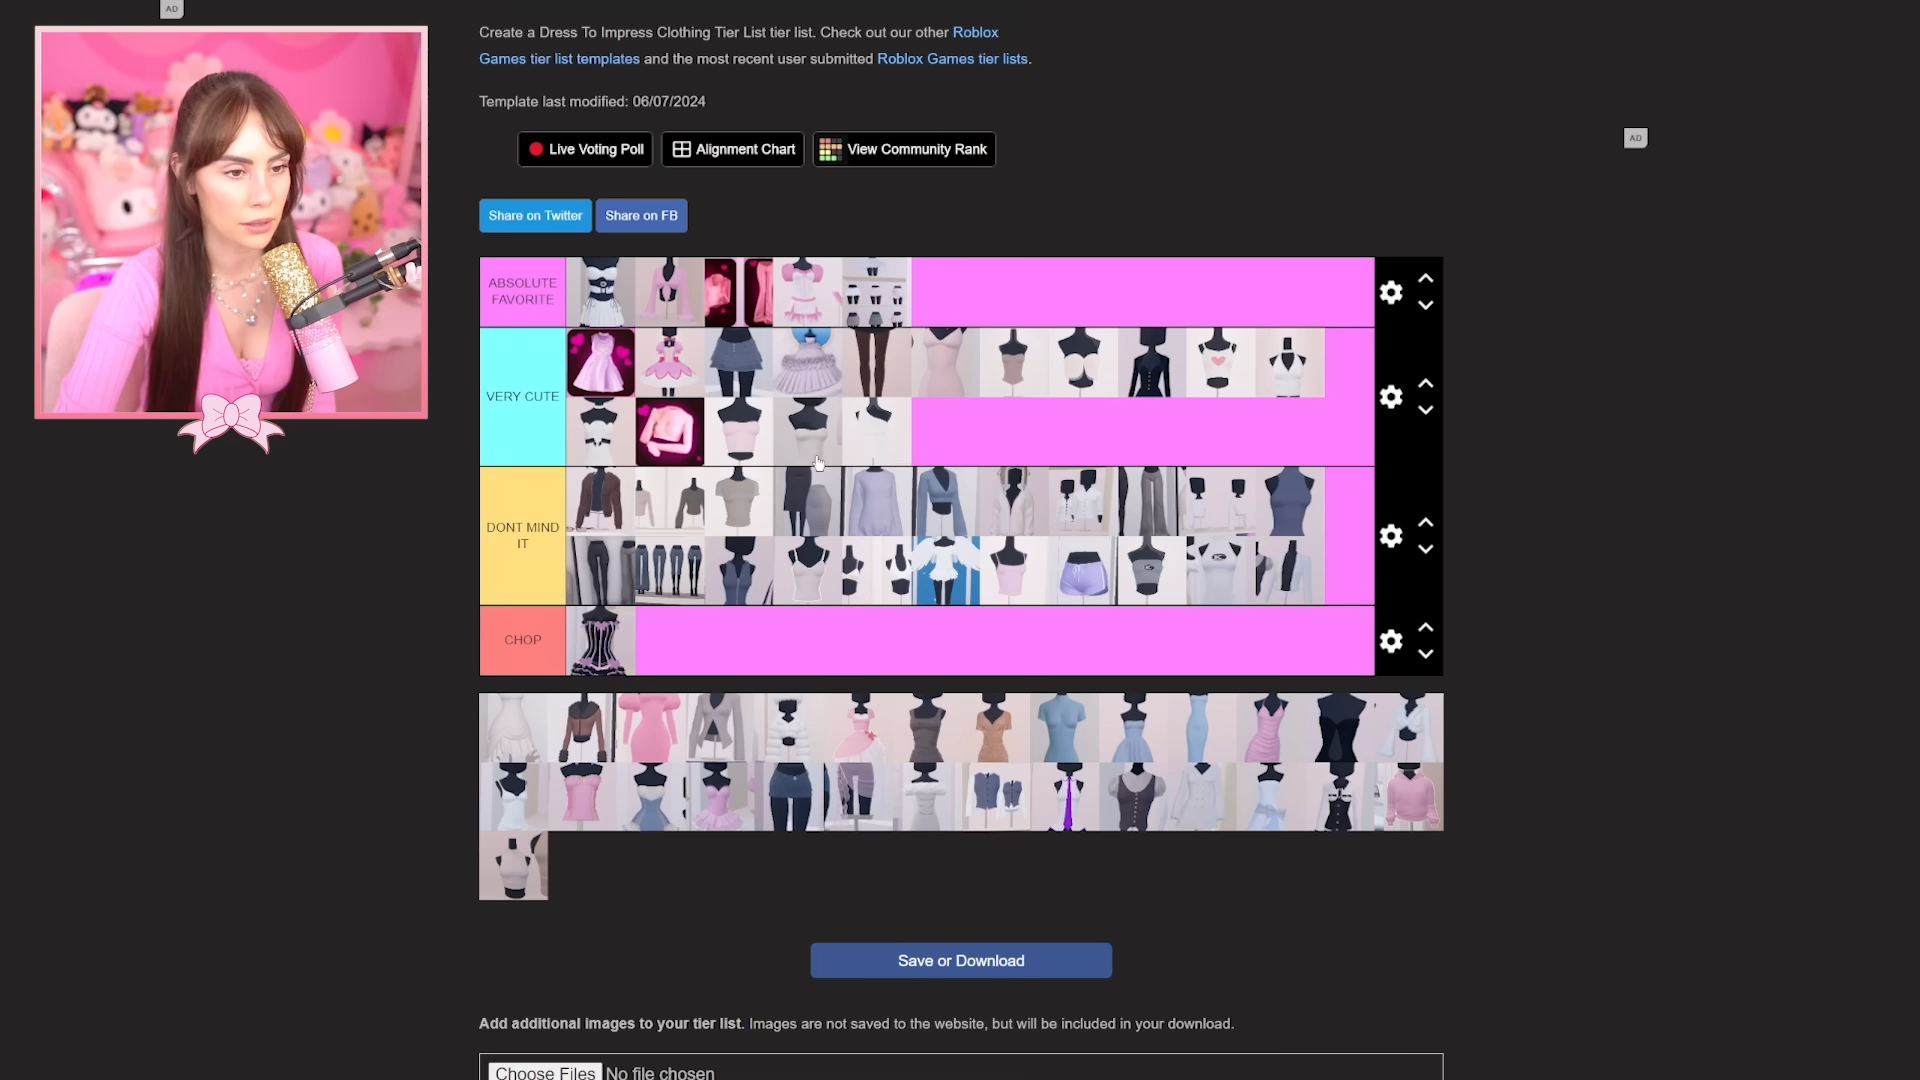 AD
Create a Dress To Impress Clothing Tier List tier list. Check out our other Roblox
Games tier list templates and the most recent user submitted Roblox Games tier lists.
Template last modified: 06/07/2024
AD
Live Voting Poll
Alignment Chart
View Community Rank
Share on Twitter
Share on FB
ABSOLUTE
FAVORITE
VERY CUTE
DONT MIND
IT
CHOP
Save or Download
Add additional images to your tier list. Images are not saved to the website, but will be included in your download.
Choose Files No file chosen